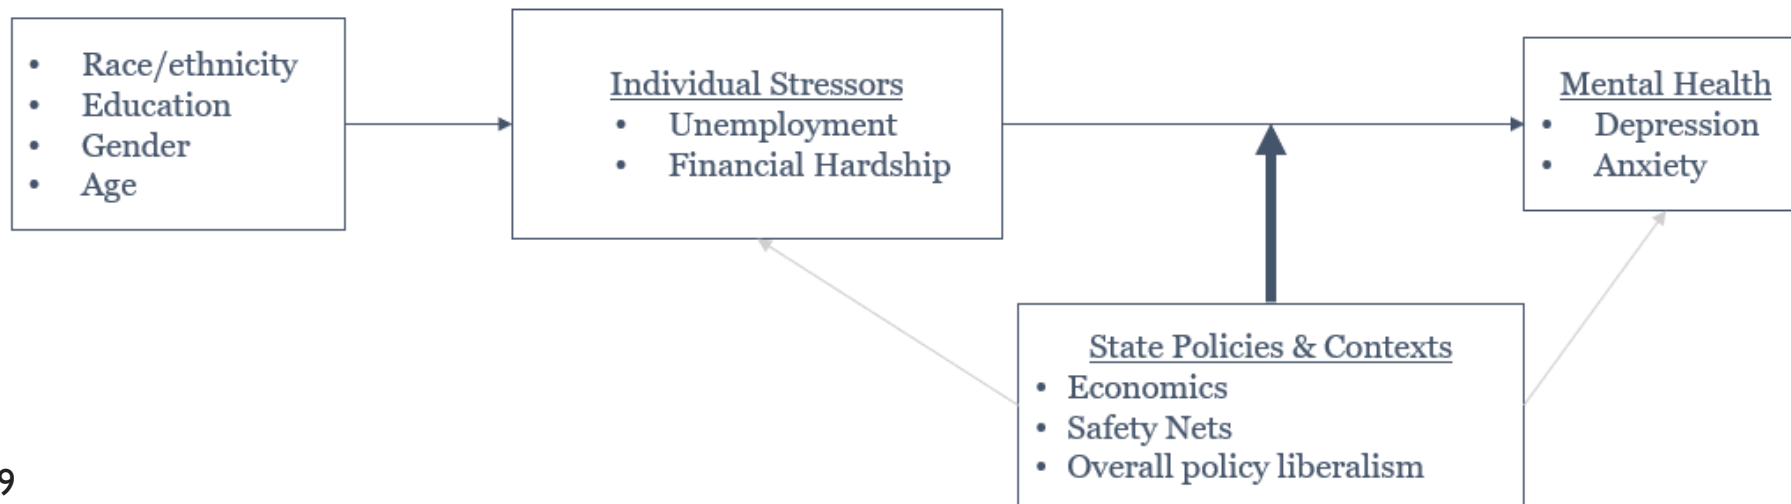 • Race/ethnicity
• Education
• Gender
• Age
Individual Stressors
• Unemployment
• Financial Hardship
Mental Health
• Depression
• Anxiety
State Policies & Contexts
• Economics
• Safety Nets
• Overall policy liberalism
9